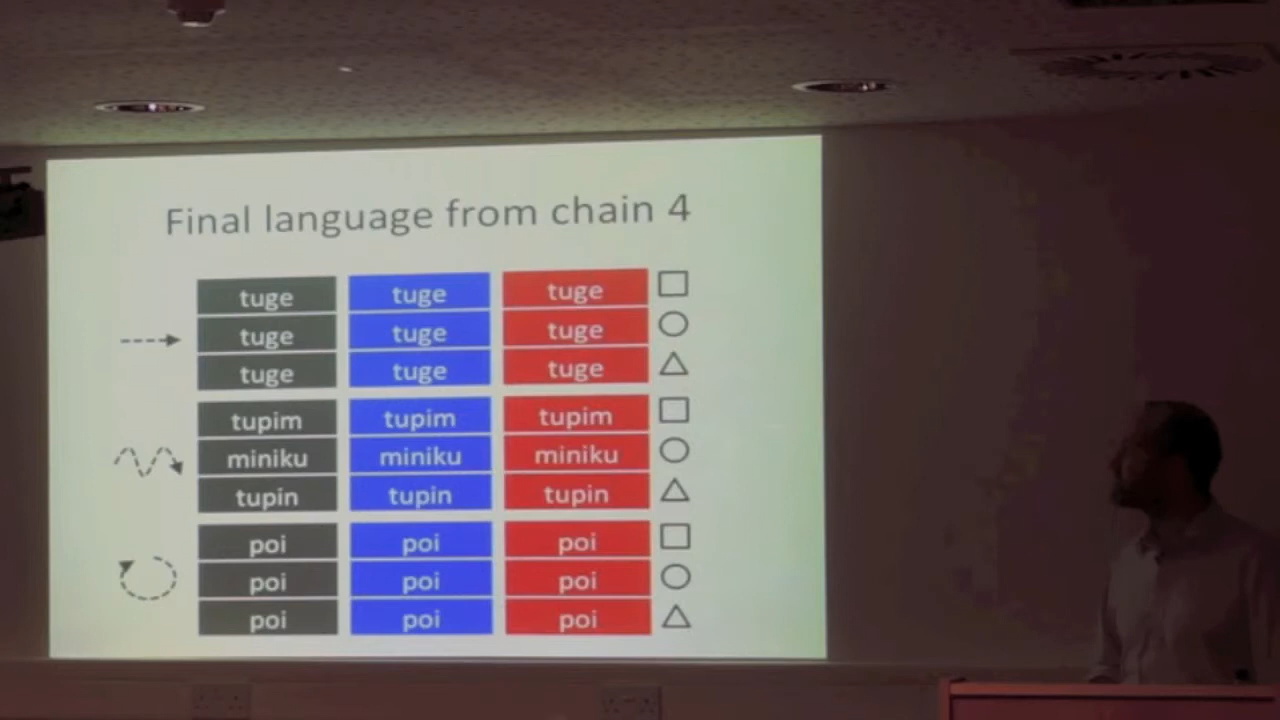 Final language from chain 4
tuge tuge tuge
tuge tuge tuge
tuge tuge tuge
tupim tupim tupim
miniku miniku miniku
tupin tupin tupin
poi poi poi
poi poi poi
poi poi poi